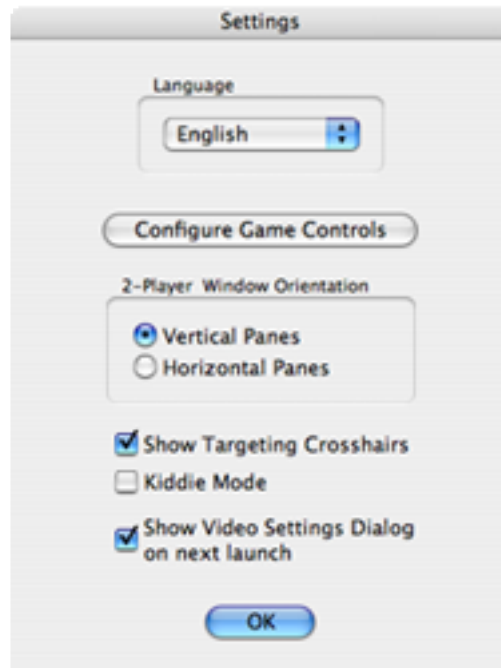 Settings
Language
English
Configure Game Controls
2-Player Window Orientation
Vertical Panes
Horizontal Panes
Show Targeting Crosshairs
Kiddie Mode
Show Video Settings Dialog
on next launch
OK